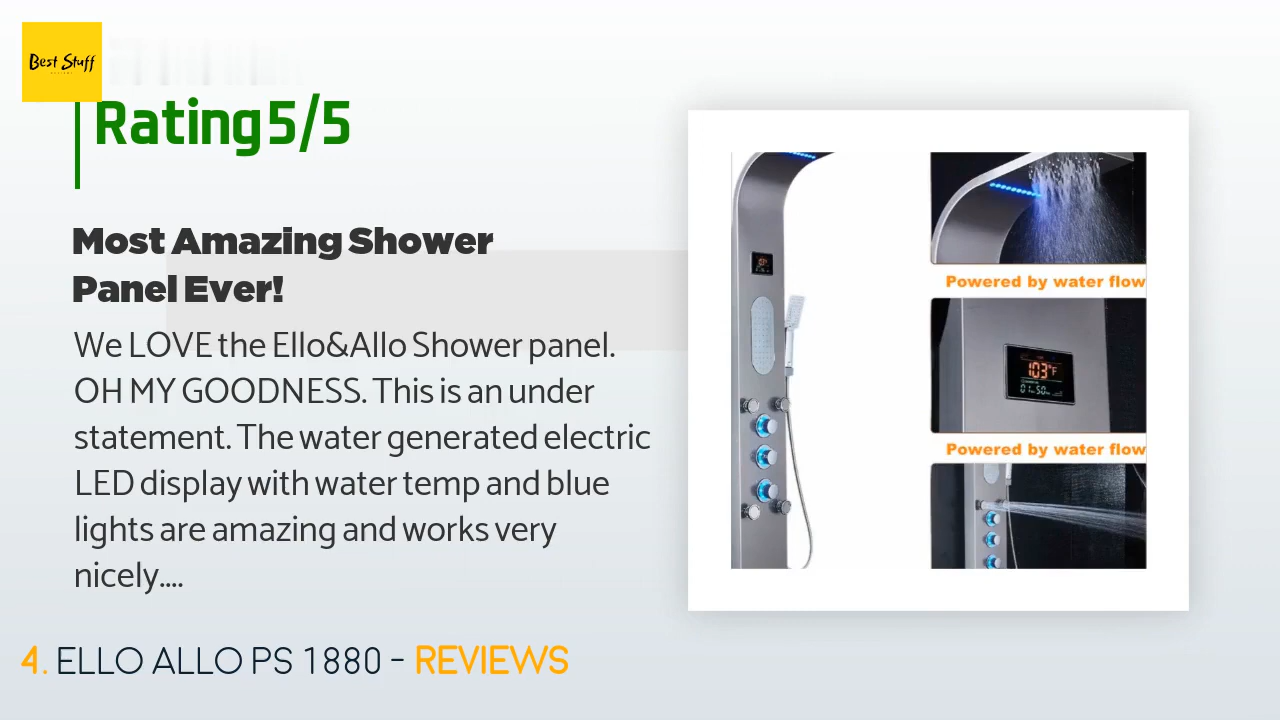 Best Stuff
Rating 5/5
Most Amazing Shower
Panel Ever!
We LOVE the Ello&Allo Shower panel.
OH MY GOODNESS. This is an under
statement. The water generated electric
LED display with water temp and blue
lights are amazing and works very
nicely....
Powered by water flow
103°F
Powered by water flow
4. ELLO ALLO PS 1880 - REVIEWS